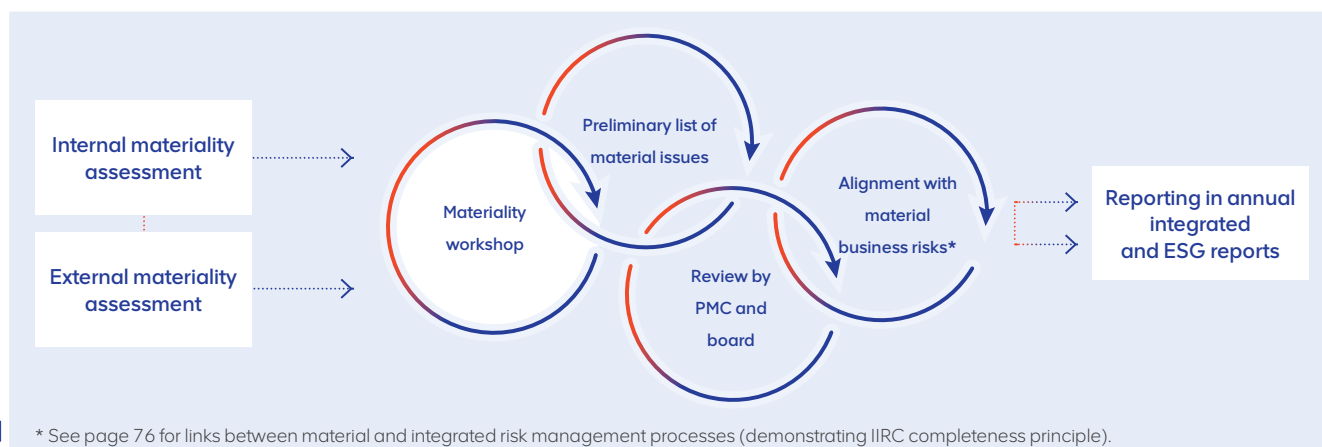 Internal materiality
assessment
External materiality
assessment
Materiality
workshop
Preliminary list of
material issues
Review by
PMC and
board
Alignment with
material
business risks*
Reporting in annual
integrated
and ESG reports
* See page 76 for links between material and integrated risk management processes (demonstrating IIRC completeness principle).